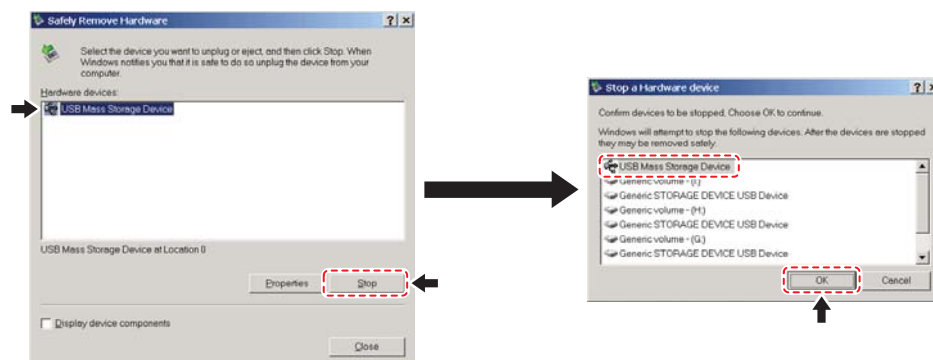 Safely Remove Hardware
Select the device you want to unplug or eject, and then click Stop. When
Windows notifies you that it is safe to do so unplug the device from your
computer.
Hardware devices:
USB Mass Storage Device
USB Mass Storage Device at Location 0
Properties
Stop
Display device components
Close
Stop a Hardware device
Confirm devices to be stopped. Choose OK to continue.
Windows will attempt to stop the following devices. After the devices are stopped
they may be removed safely.
USB Mass Storage Device
Generic volume - (I:)
Generic STORAGE DEVICE USB Device
Generic volume - (H:)
Generic STORAGE DEVICE USB Device
Generic volume - (G:)
Generic STORAGE DEVICE USB Device
OK
Cancel